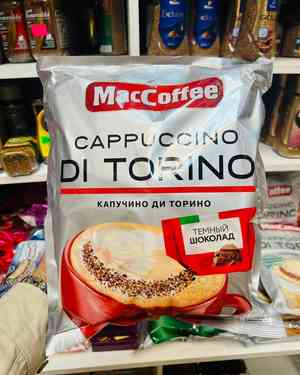 MacCoffee
CAPPUCCINO
DI TORINO
КАПУЧИНО ДИ ТОРИНО
ТЕМНЫЙ
ШОКОЛАД